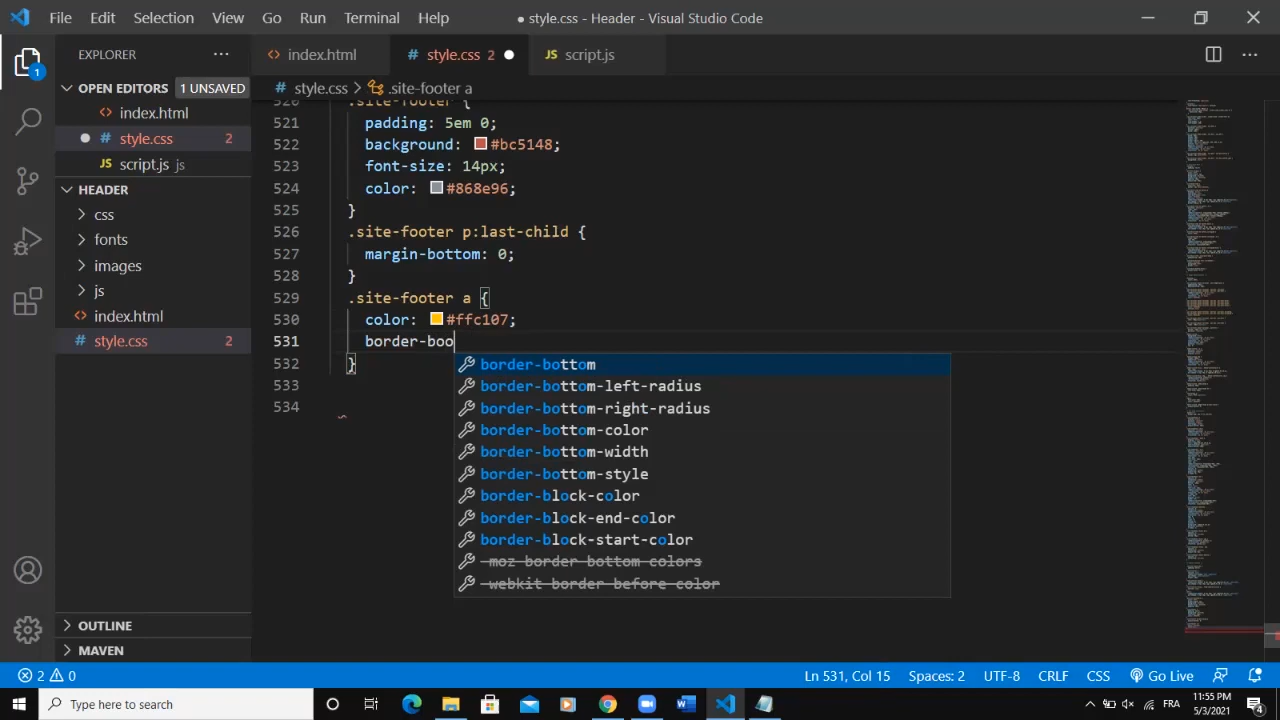 File Edit Selection View Go Run Terminal Help ● style.css - Header - Visual Studio Code
EXPLORER ··· <> index.html # style.css 2 ● JS script.js ···
OPEN EDITORS 1 UNSAVED # style.css > .site-footer a
<> index.html
● # style.css 2
JS script.js js
HEADER
css
fonts
images
js
<> index.html
# style.css 2
OUTLINE
MAVEN
1
520 .site-footer {
521 padding: 5em 0;
522 background: #bc5148;
523 font-size: 14px;
524 color: #868e96;
525 }
526 .site-footer p:last-child {
527 margin-bottom: 0;
528 }
529 .site-footer a {
530 color: #ffc107;
531 border-boo
532 }
533
534
border-bottom
border-bottom-left-radius
border-bottom-right-radius
border-bottom-color
border-bottom-width
border-bottom-style
border-block-color
border-block-end-color
border-block-start-color
-moz-border-bottom-colors
-webkit-border-before-color
2 0 Ln 531, Col 15 Spaces: 2 UTF-8 CRLF CSS Go Live
Type here to search FRA 11:55 PM
5/3/2021 4